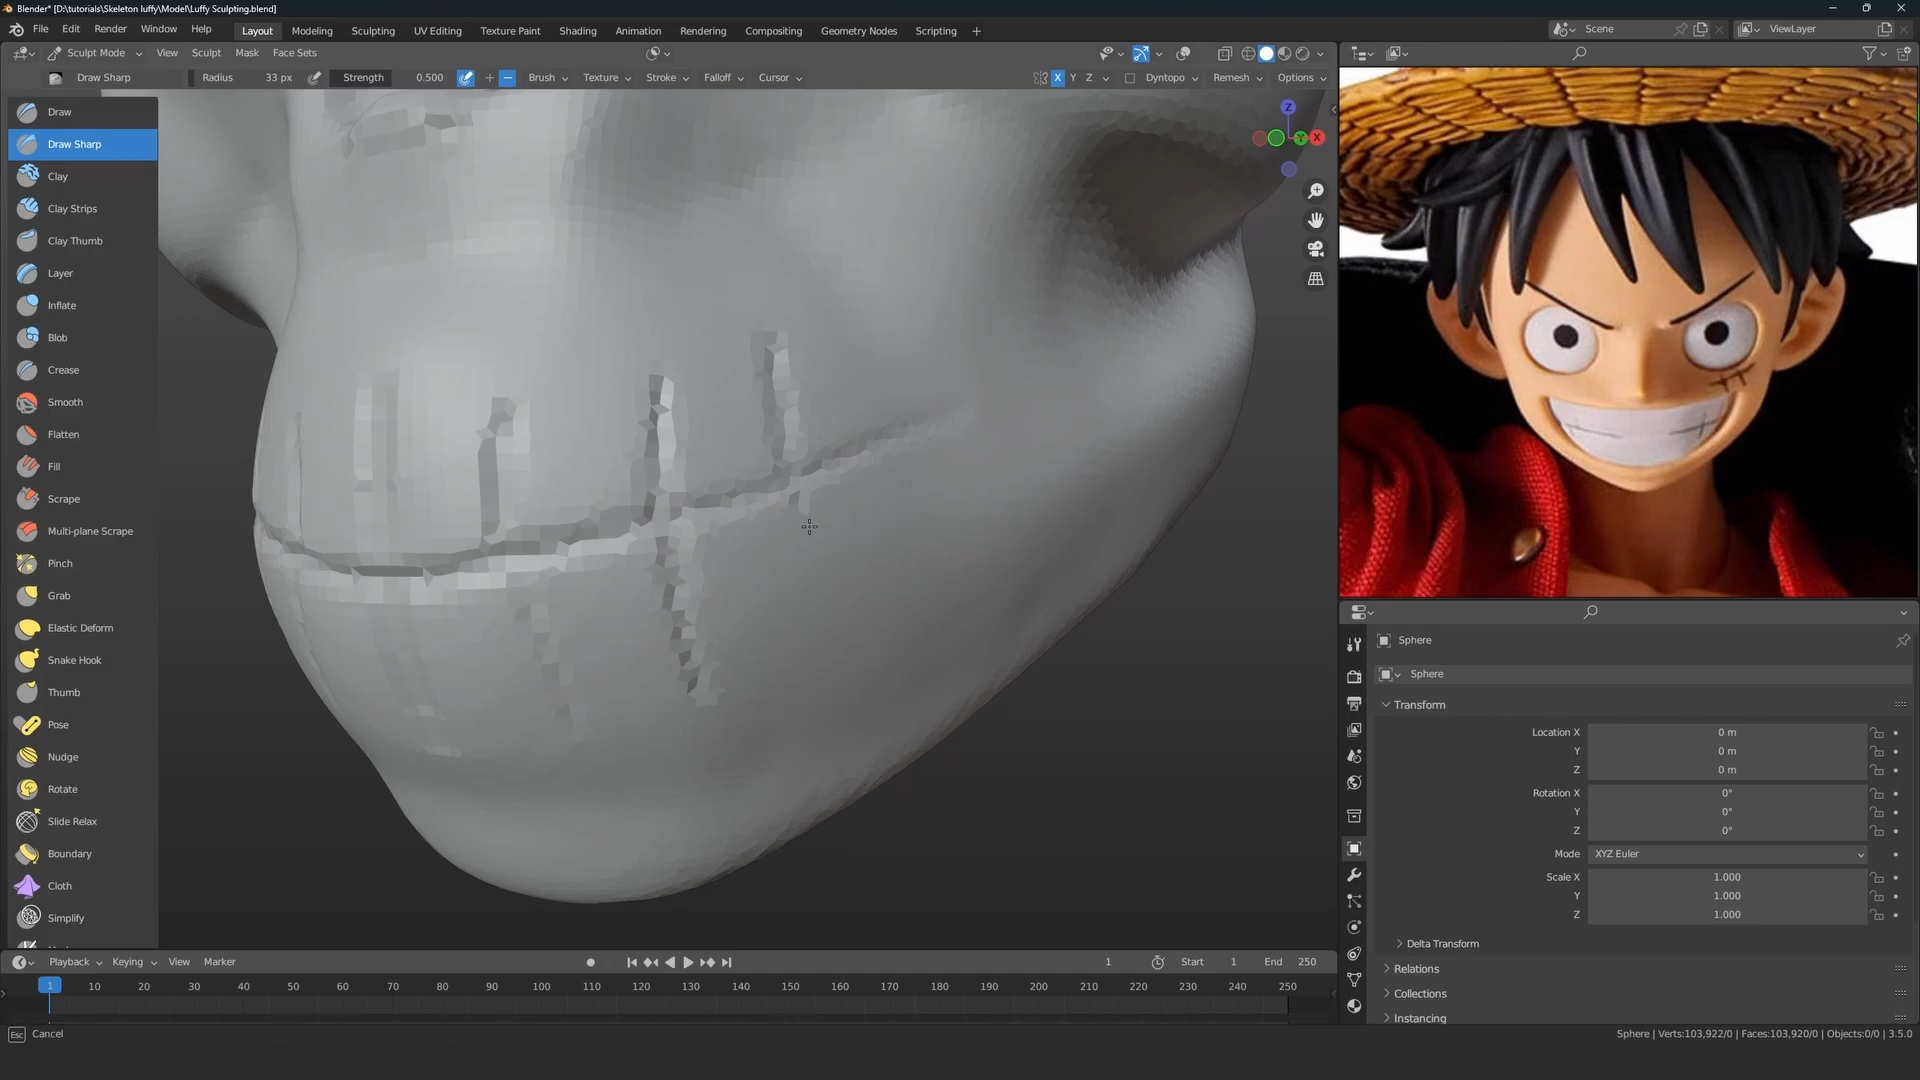 Blender* [D:\tutorials\Skeleton luffy\Model\Luffy Sculpting.blend]
File Edit Render Window Help Layout Modeling Sculpting UV Editing Texture Paint Shading Animation Rendering Compositing Geometry Nodes Scripting + Scene ViewLayer
Sculpt Mode View Sculpt Mask Face Sets
Draw Sharp Radius 33 px Strength 0.500 Brush Texture Stroke Falloff Cursor X Y Z Dyntopo Remesh Options
Draw
Draw Sharp
Clay
Clay Strips
Clay Thumb
Layer
Inflate
Blob
Crease
Smooth
Flatten
Fill
Scrape
Multi-plane Scrape
Pinch
Grab
Elastic Deform
Snake Hook
Thumb
Pose
Nudge
Rotate
Slide Relax
Boundary
Cloth
Simplify
Z
Y X
Sphere
Sphere
Transform
Location X 0 m
Y 0 m
Z 0 m
Rotation X 0°
Y 0°
Z 0°
Mode XYZ Euler
Scale X 1.000
Y 1.000
Z 1.000
Delta Transform
Relations
Collections
Instancing
Playback Keying View Marker 1 Start 1 End 250
1 10 20 30 40 50 60 70 80 90 100 110 120 130 140 150 160 170 180 190 200 210 220 230 240 250
Esc Cancel Sphere | Verts:103,922/0 | Faces:103,920/0 | Objects:0/0 | 3.5.0